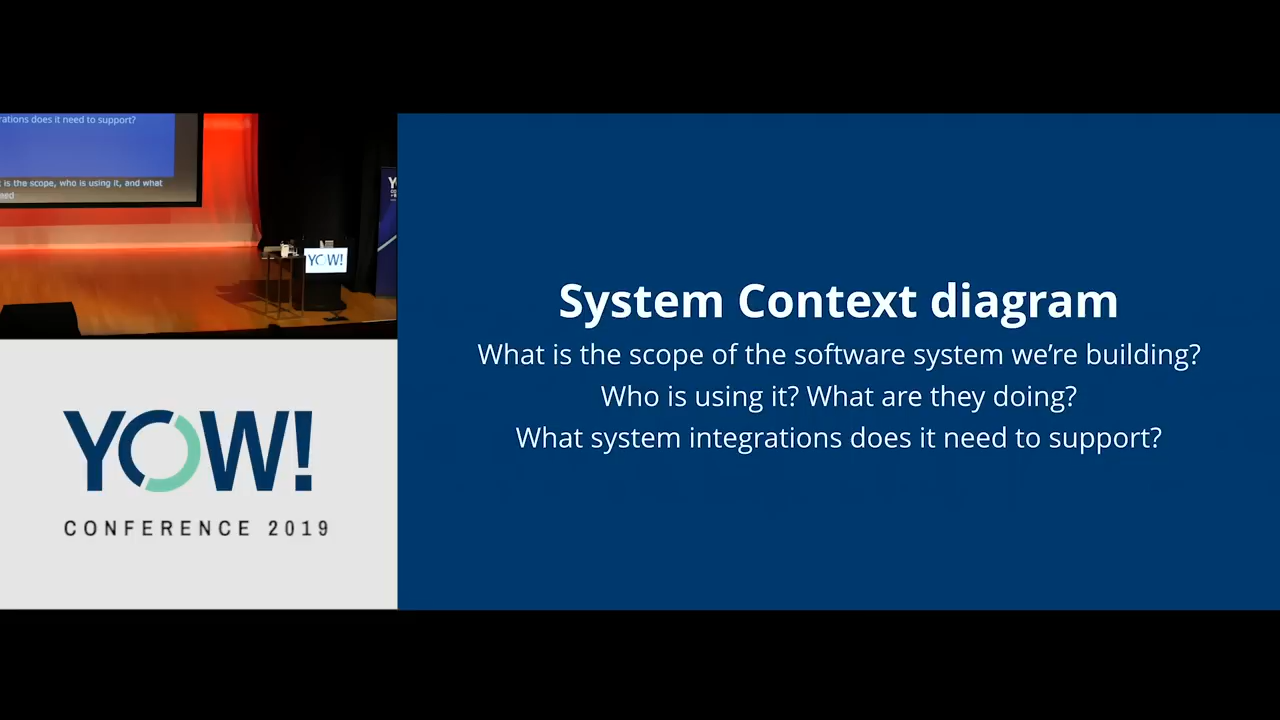 rations does it need to support?
is the scope, who is using it, and what
YOW!
YOW!
CONFERENCE 2019
System Context diagram
What is the scope of the software system we're building?
Who is using it? What are they doing?
What system integrations does it need to support?